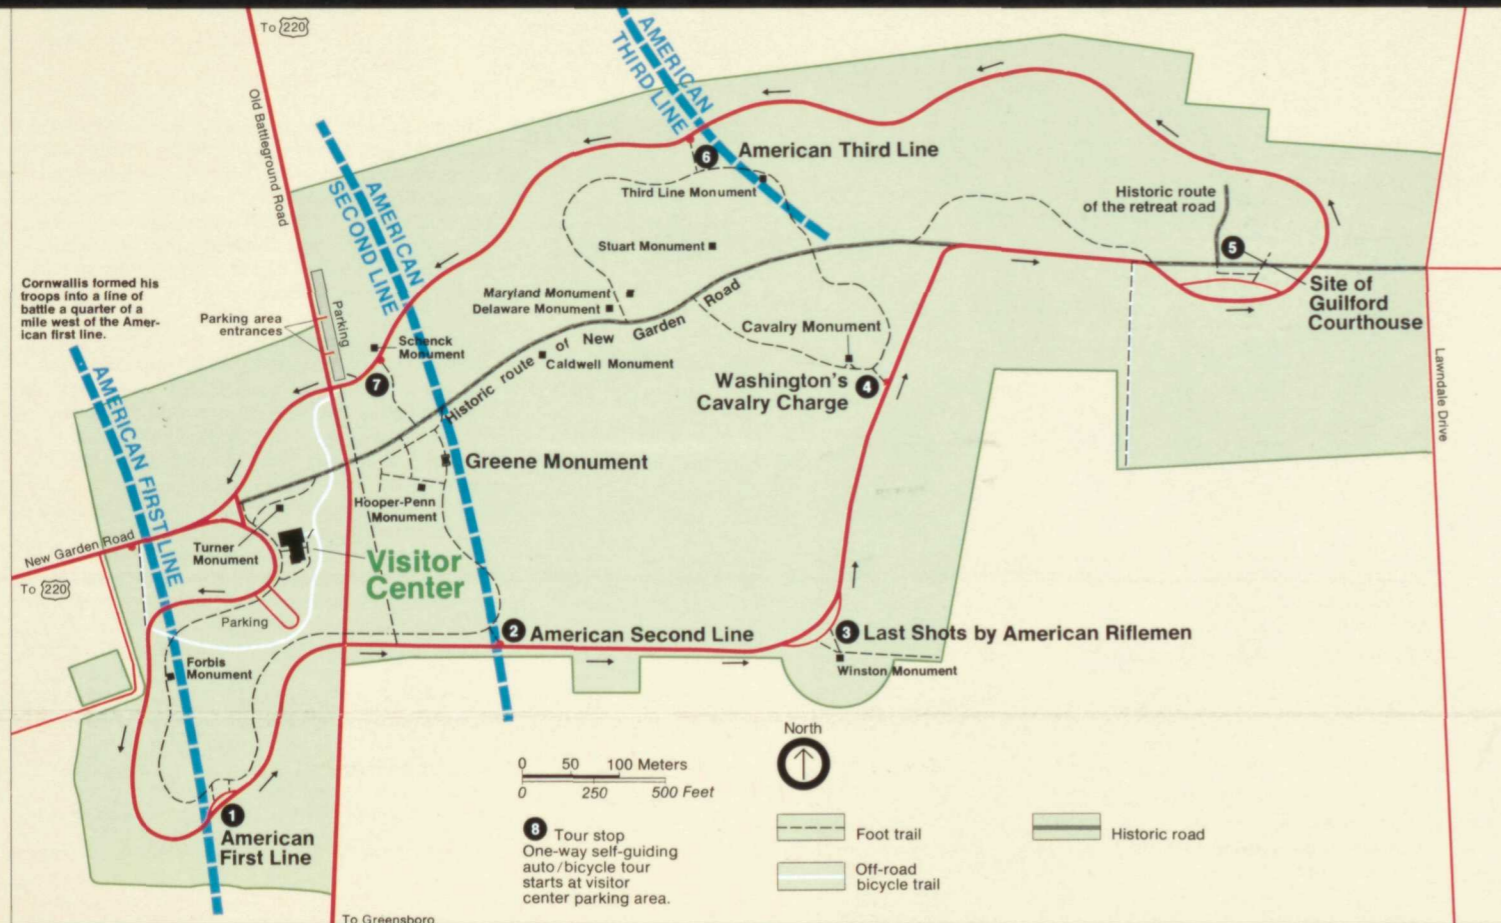 To 220
Old Battleground Road
AMERICAN
THIRD LINE
AMERICAN
SECOND LINE
6 American Third Line
Third Line Monument
Historic route
of the retreat road
Stuart Monument
5
Cornwallis formed his
troops into a line of
battle a quarter of a
mile west of the Amer-
ican first line.
Maryland Monument
Delaware Monument
Site of
Guilford
Courthouse
Parking area
entrances
Parking
Schenck
Monument
Historic route of New Garden Road
Cavalry Monument
Caldwell Monument
7
Washington's
Cavalry Charge
4
Lawndale Drive
AMERICAN FIRST LINE
Greene Monument
Hooper-Penn
Monument
New Garden Road
Turner
Monument
Visitor
Center
To 220
Parking
2 American Second Line
3 Last Shots by American Riflemen
Forbis
Monument
Winston Monument
North
0 50 100 Meters
0 250 500 Feet
1
American
First Line
8 Tour stop
One-way self-guiding
auto/bicycle tour
starts at visitor
center parking area.
Foot trail
Historic road
Off-road
bicycle trail
To Greensboro